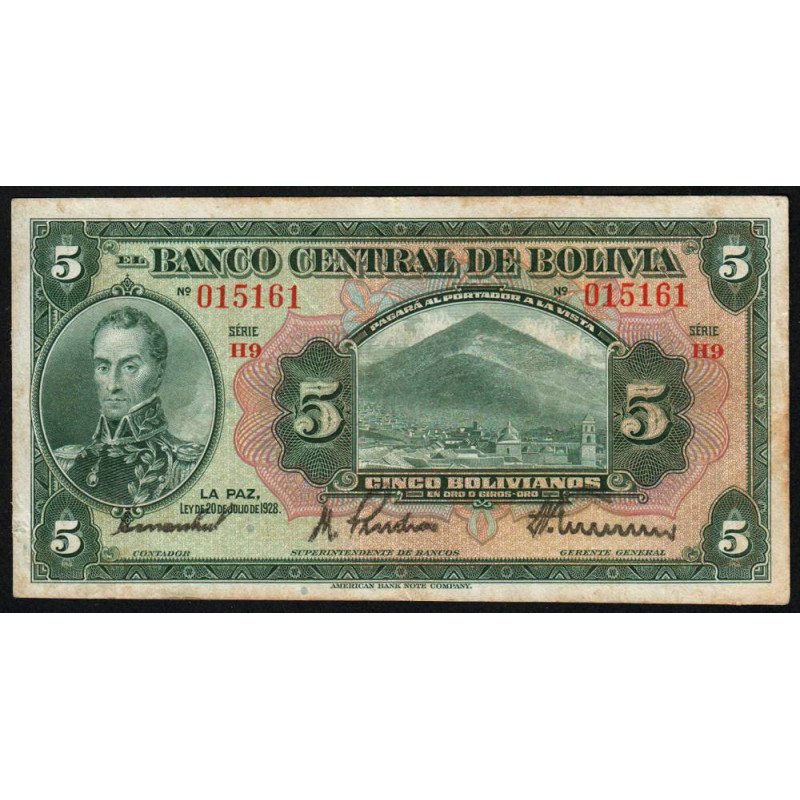 5 5
EL BANCO CENTRAL DE BOLIVIA
Nº 015161 Nº 015161
PAGARÁ AL PORTADOR A LA VISTA
SÉRIE SÉRIE
H9 H9
5 5
CINCO BOLIVIANOS
EN ORO O GIROS-ORO
LA PAZ,
LEY DE 20 DE JULIO DE 1928.
5 5
CONTADOR SUPERINTENDENTE DE BANCOS GERENTE GENERAL
AMERICAN BANK NOTE COMPANY.